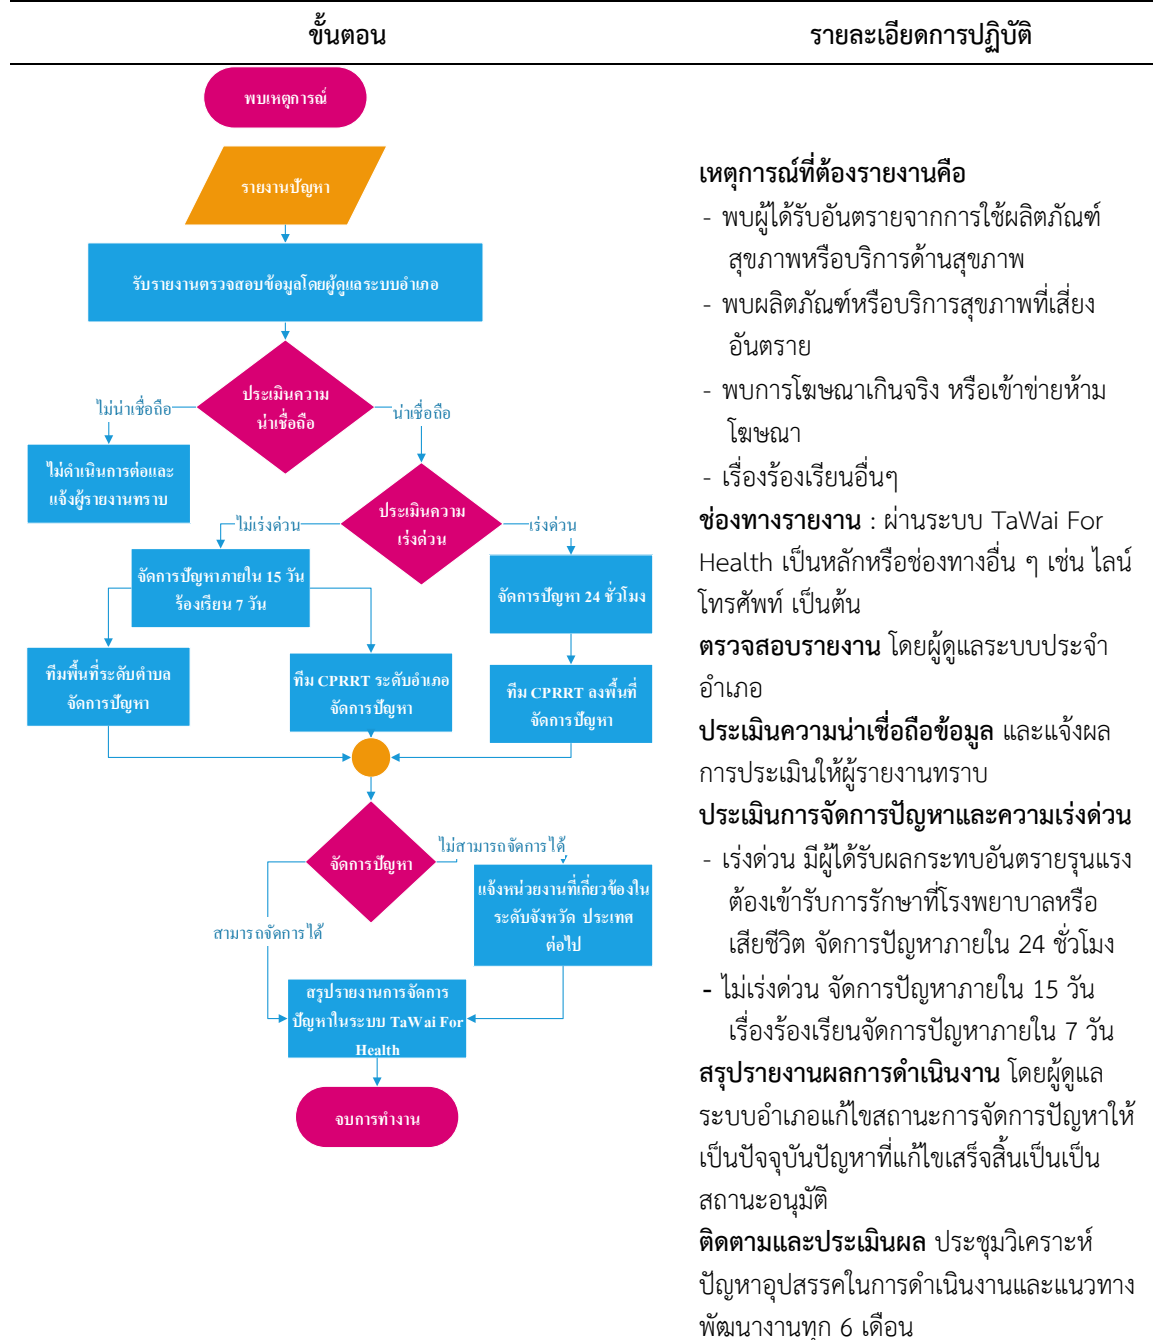 ขั้นตอน
รายละเอียดการปฏิบัติ
พบเหตุการณ์
รายงานปัญหา
รับรายงานตรวจสอบข้อมูลโดยผู้ดูแลระบบอำเภอ
ประเมินความ
น่าเชื่อถือ
ไม่น่าเชื่อถือ
น่าเชื่อถือ
ไม่ดำเนินการต่อและ
แจ้งผู้รายงานทราบ
ประเมินความ
เร่งด่วน
ไม่เร่งด่วน
เร่งด่วน
จัดการปัญหาภายใน 15 วัน
ร้องเรียน 7 วัน
จัดการปัญหา 24 ชั่วโมง
ทีมพื้นที่ระดับตำบล
จัดการปัญหา
ทีม CPRRT ระดับอำเภอ
จัดการปัญหา
ทีม CPRRT ลงพื้นที่
จัดการปัญหา
จัดการปัญหา
ไม่สามารถจัดการได้
สามารถจัดการได้
แจ้งหน่วยงานที่เกี่ยวข้องใน
ระดับจังหวัด ประเทศ
ต่อไป
สรุปรายงานการจัดการ
ปัญหาในระบบ TaWai For
Health
จบการทำงาน
เหตุการณ์ที่ต้องรายงานคือ
- พบผู้ได้รับอันตรายจากการใช้ผลิตภัณฑ์
สุขภาพหรือบริการด้านสุขภาพ
- พบผลิตภัณฑ์หรือบริการสุขภาพที่เสี่ยง
อันตราย
- พบการโฆษณาเกินจริง หรือเข้าข่ายห้าม
โฆษณา
- เรื่องร้องเรียนอื่นๆ
ช่องทางรายงาน : ผ่านระบบ TaWai For
Health เป็นหลักหรือช่องทางอื่น ๆ เช่น ไลน์
โทรศัพท์ เป็นต้น
ตรวจสอบรายงาน โดยผู้ดูแลระบบประจำ
อำเภอ
ประเมินความน่าเชื่อถือข้อมูล และแจ้งผล
การประเมินให้ผู้รายงานทราบ
ประเมินการจัดการปัญหาและความเร่งด่วน
- เร่งด่วน มีผู้ได้รับผลกระทบอันตรายรุนแรง
ต้องเข้ารับการรักษาที่โรงพยาบาลหรือ
เสียชีวิต จัดการปัญหาภายใน 24 ชั่วโมง
- ไม่เร่งด่วน จัดการปัญหาภายใน 15 วัน
เรื่องร้องเรียนจัดการปัญหาภายใน 7 วัน
สรุปรายงานผลการดำเนินงาน โดยผู้ดูแล
ระบบอำเภอแก้ไขสถานะการจัดการปัญหาให้
เป็นปัจจุบันปัญหาที่แก้ไขเสร็จสิ้นเป็นเป็น
สถานะอนุมัติ
ติดตามและประเมินผล ประชุมวิเคราะห์
ปัญหาอุปสรรคในการดำเนินงานและแนวทาง
พัฒนางานทุก 6 เดือน